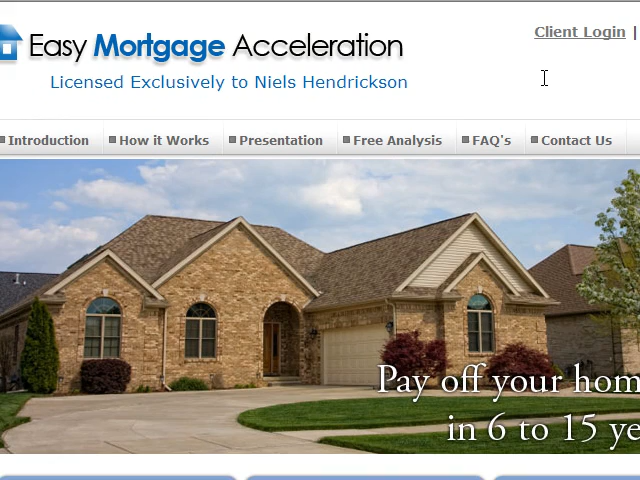 Client Login |
Easy Mortgage Acceleration
Licensed Exclusively to Niels Hendrickson
Introduction How it Works Presentation Free Analysis FAQ's Contact Us
Pay off your hom
in 6 to 15 ye